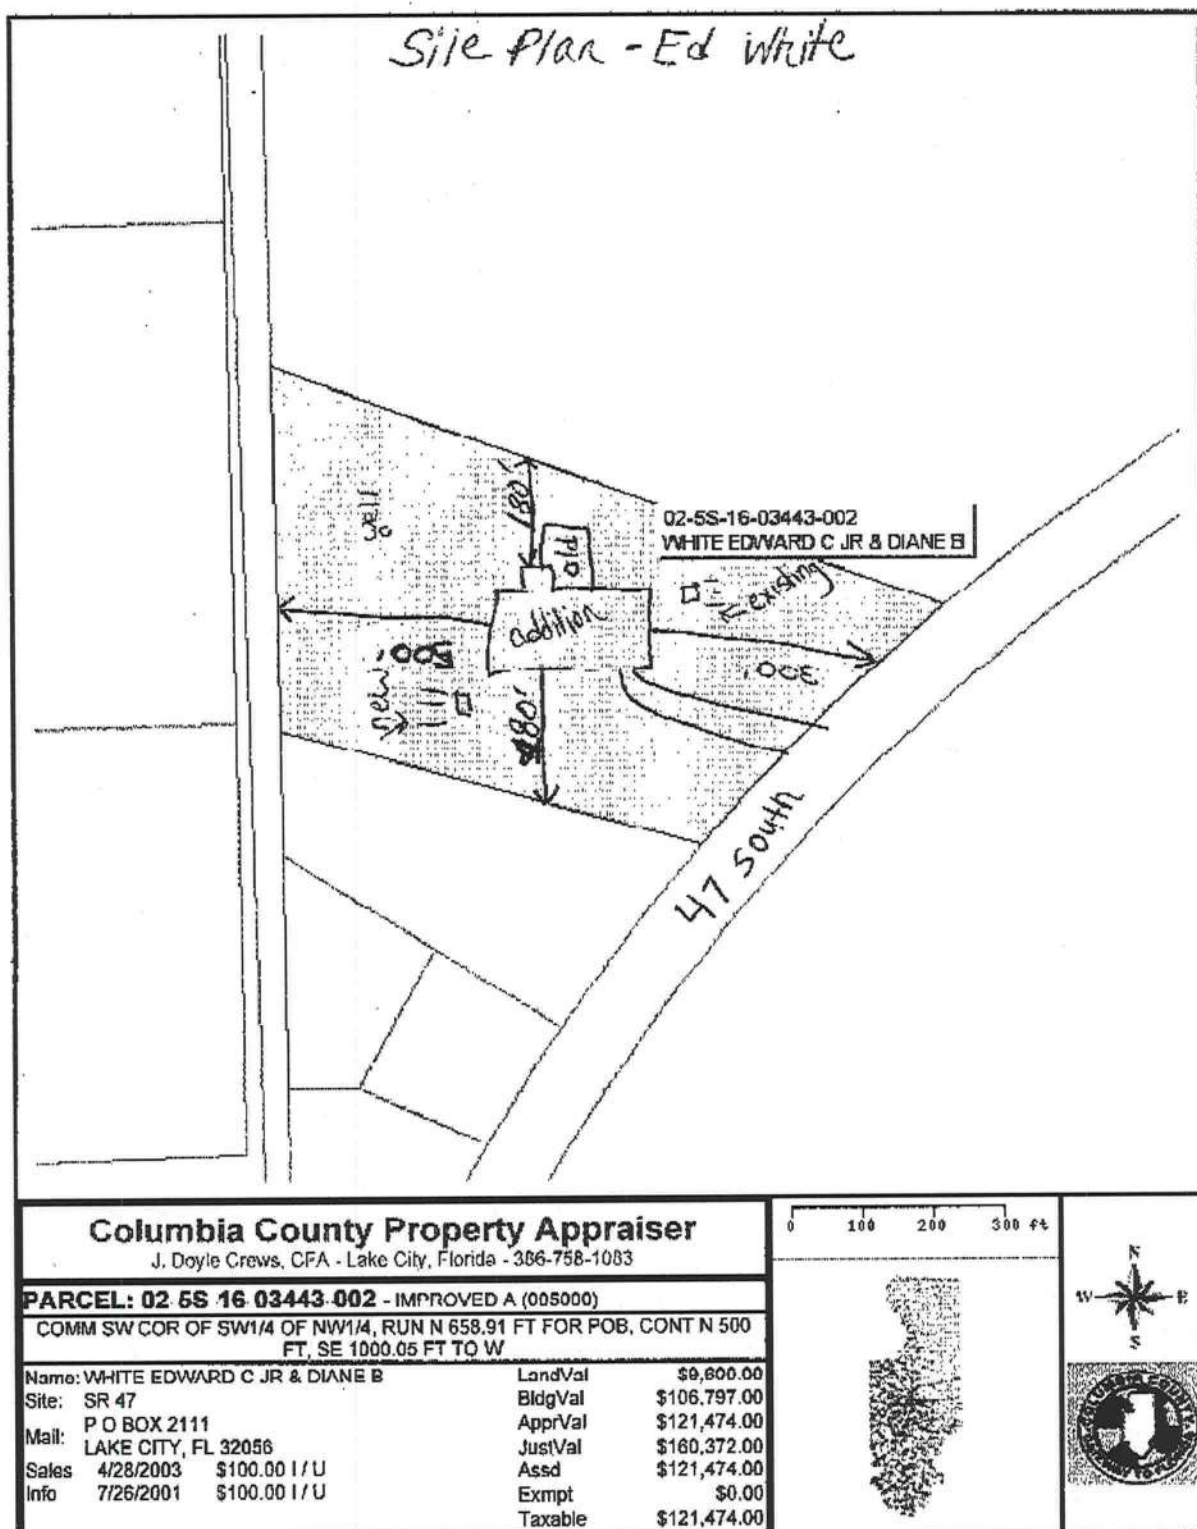 Site Plan - Ed White
180'
old
02-5S-16-03443-002
WHITE EDWARD C JR & DIANE B
existing
addition
300'
new
47 South
Columbia County Property Appraiser
J. Doyle Crews, CFA - Lake City, Florida - 386-758-1083
PARCEL: 02-5S-16-03443-002 - IMPROVED A (005000)
COMM SW COR OF SW1/4 OF NW1/4, RUN N 658.91 FT FOR POB, CONT N 500
FT, SE 1000.05 FT TO W
Name: WHITE EDWARD C JR & DIANE B
Site: SR 47
Mail: P O BOX 2111
LAKE CITY, FL 32056
Sales 4/28/2003 $100.00 I / U
Info 7/26/2001 $100.00 I / U
LandVal $9,600.00
BldgVal $106,797.00
ApprVal $121,474.00
JustVal $160,372.00
Assd $121,474.00
Exmpt $0.00
Taxable $121,474.00
0 100 200 300 ft
N
W E
S